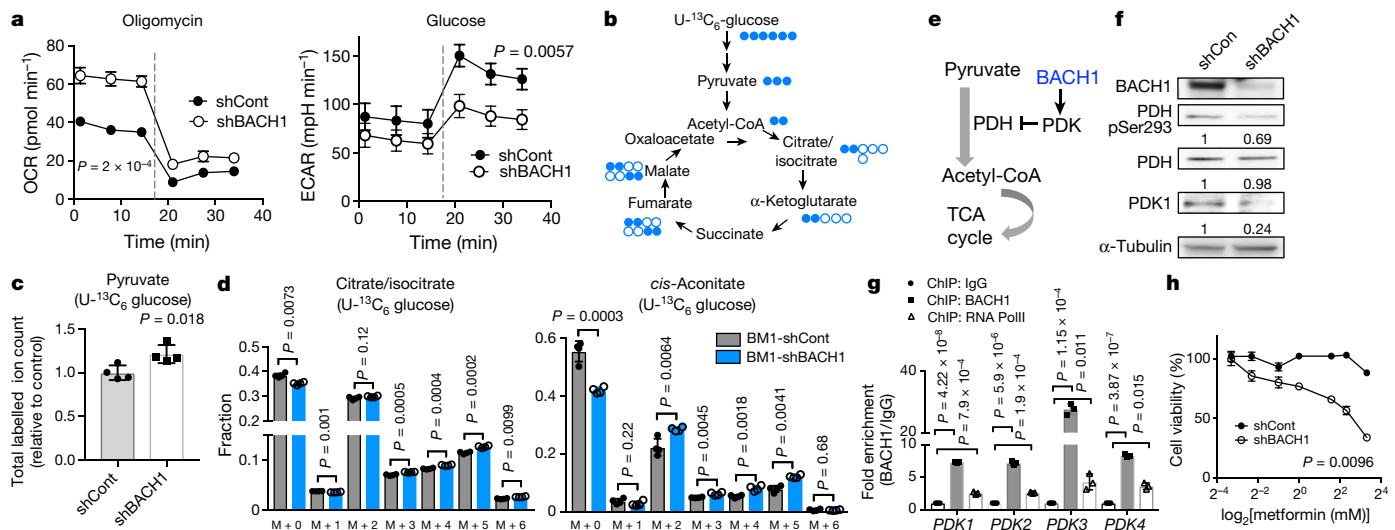 a
Oligomycin
OCR (pmol min⁻¹)
80
60
40
20
0
shCont
shBACH1
P = 2 × 10⁻⁴
0 10 20 30 40
Time (min)
Glucose
ECAR (mpH min⁻¹)
150
100
50
0
P = 0.0057
shCont
shBACH1
0 10 20 30 40
Time (min)
b
U-¹³C₆-glucose
Pyruvate
Acetyl-CoA
Oxaloacetate
Citrate/
isocitrate
Malate
Fumarate
α-Ketoglutarate
Succinate
e
Pyruvate
BACH1
PDH
PDK
Acetyl-CoA
TCA
cycle
f
shCon
shBACH1
BACH1
PDH
pSer293
1 0.69
PDH
1 0.98
PDK1
1 0.24
α-Tubulin
c
Pyruvate
(U-¹³C₆ glucose)
P = 0.018
Total labelled ion count
(relative to control)
1.5
1.0
0.5
0
shCont
shBACH1
d
Citrate/isocitrate
(U-¹³C₆ glucose)
Fraction
0.5
0.4
0.3
0.2
0.10
0.05
0
P = 0.0073
P = 0.001
P = 0.12
P = 0.0005
P = 0.0004
P = 0.0002
P = 0.0099
M + 0 M + 1 M + 2 M + 3 M + 4 M + 5 M + 6
cis-Aconitate
(U-¹³C₆ glucose)
BM1-shCont
BM1-shBACH1
0.6
0.4
0.2
0
P = 0.0003
P = 0.22
P = 0.0064
P = 0.0045
P = 0.0018
P = 0.0041
P = 0.68
M + 0 M + 1 M + 2 M + 3 M + 4 M + 5 M + 6
g
ChIP: IgG
ChIP: BACH1
ChIP: RNA PolII
Fold enrichment
(BACH1/IgG)
40
20
10
5
0
P = 4.22 × 10⁻⁸
P = 7.9 × 10⁻⁴
P = 5.9 × 10⁻⁶
P = 1.9 × 10⁻⁴
P = 1.15 × 10⁻⁴
P = 0.011
P = 3.87 × 10⁻⁷
P = 0.015
PDK1 PDK2 PDK3 PDK4
h
Cell viability (%)
100
50
0
shCont
shBACH1
P = 0.0096
2⁻⁴ 2⁻² 2⁰ 2² 2⁴
log₂[metformin (mM)]